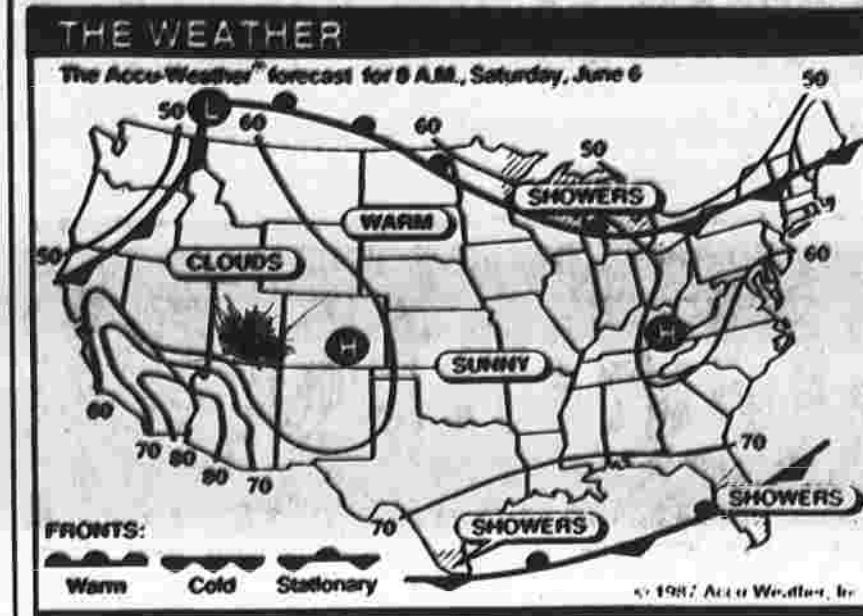 THE WEATHER
The Accu-Weather™ forecast for 8 A.M., Saturday, June 6
50
L
60
60
50
50
SHOWERS
WARM
50
CLOUDS
60
H
H
SUNNY
60
70
80
80
70
70
70
SHOWERS
SHOWERS
FRONTS:
Warm
Cold
Stationary
© 1987 Accu-Weather, Inc